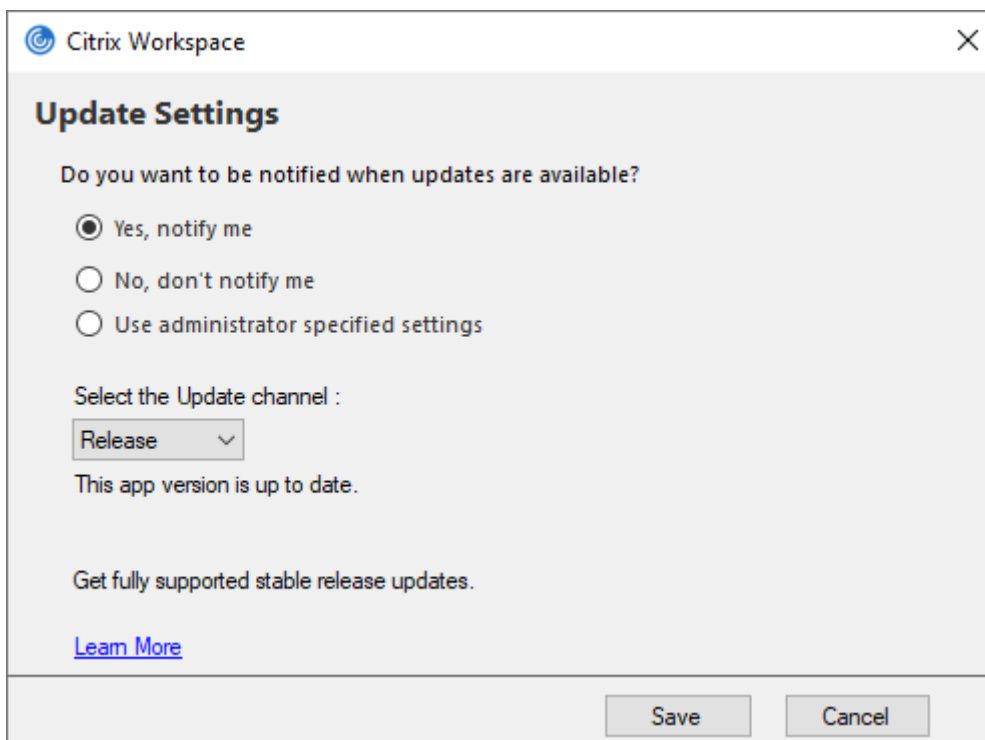 Citrix Workspace
Update Settings
Do you want to be notified when updates are available?
Yes, notify me
No, don't notify me
Use administrator specified settings
Select the Update channel :
Release
This app version is up to date.
Get fully supported stable release updates.
Learn More
Save
Cancel